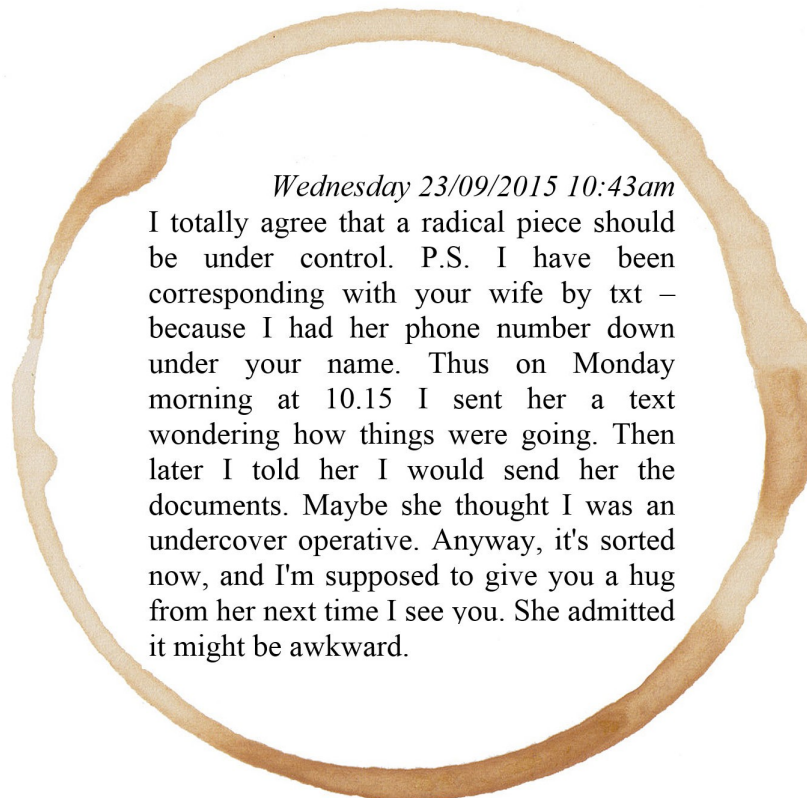 Wednesday 23/09/2015 10:43am
I totally agree that a radical piece should
be under control. P.S. I have been
corresponding with your wife by txt –
because I had her phone number down
under your name. Thus on Monday
morning at 10.15 I sent her a text
wondering how things were going. Then
later I told her I would send her the
documents. Maybe she thought I was an
undercover operative. Anyway, it's sorted
now, and I'm supposed to give you a hug
from her next time I see you. She admitted
it might be awkward.